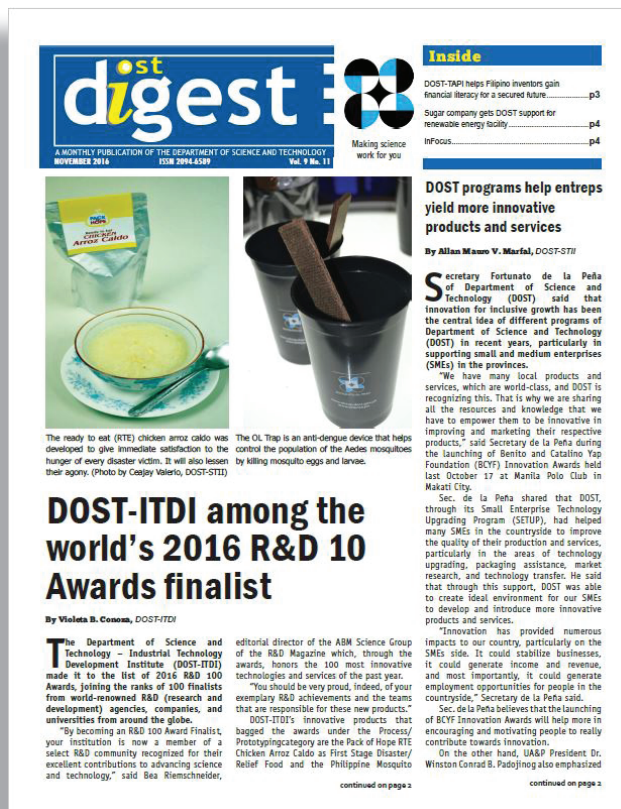 dost
digest
A MONTHLY PUBLICATION OF THE DEPARTMENT OF SCIENCE AND TECHNOLOGY
NOVEMBER 2016 ISSN 2094-6589 Vol. 9 No. 11
Making science
work for you
Inside
DOST-TAPI helps Filipino inventors gain
financial literacy for a secured future p3
Sugar company gets DOST support for
renewable energy facility p4
InFocus p4
PACK
HOPE
CHICKEN
Arroz Caldo
The ready to eat (RTE) chicken arroz caldo was
developed to give immediate satisfaction to the
hunger of every disaster victim. It will also lessen
their agony. (Photo by Ceajay Valerio, DOST-STII)
The OL Trap is an anti-dengue device that helps
control the population of the Aedes mosquitoes
by killing mosquito eggs and larvae.
DOST-ITDI among the
world's 2016 R&D 10
Awards finalist
By Violeta B. Conoza, DOST-ITDI
The Department of Science and
Technology – Industrial Technology
Development Institute (DOST-ITDI)
made it to the list of 2016 R&D 100
Awards, joining the ranks of 100 finalists
from world-renowned R&D (research and
development) agencies, companies, and
universities from around the globe.
"By becoming an R&D 100 Award Finalist,
your institution is now a member of a
select R&D community recognized for their
excellent contributions to advancing science
and technology," said Bea Riemschneider,
editorial director of the ABM Science Group
of the R&D Magazine which, through the
awards, honors the 100 most innovative
technologies and services of the past year.
"You should be very proud, indeed, of your
exemplary R&D achievements and the teams
that are responsible for these new products."
DOST-ITDI's innovative products that
bagged the awards under the Process/
Prototypingcategory are the Pack of Hope RTE
Chicken Arroz Caldo as First Stage Disaster/
Relief Food and the Philippine Mosquito
continued on page 2
DOST programs help entreps
yield more innovative
products and services
By Allan Mauro V. Marfal, DOST-STII
Secretary Fortunato de la Peña
of Department of Science and
Technology (DOST) said that
innovation for inclusive growth has been
the central idea of different programs of
Department of Science and Technology
(DOST) in recent years, particularly in
supporting small and medium enterprises
(SMEs) in the provinces.
"We have many local products and
services, which are world-class, and DOST is
recognizing this. That is why we are sharing
all the resources and knowledge that we
have to empower them to be innovative in
improving and marketing their respective
products," said Secretary de la Peña during
the launching of Benito and Catalino Yap
Foundation (BCYF) Innovation Awards held
last October 17 at Manila Polo Club in
Makati City.
Sec. de la Peña shared that DOST,
through its Small Enterprise Technology
Upgrading Program (SETUP), had helped
many SMEs in the countryside to improve
the quality of their production and services,
particularly in the areas of technology
upgrading, packaging assistance, market
research, and technology transfer. He said
that through this support, DOST was able to
create ideal environment for our SMEs
to develop and introduce more innovative
products and services.
"Innovation has provided numerous
impacts to our country, particularly on the
SMEs side. It could stabilize businesses,
it could generate income and revenue,
and most importantly, it could generate
employment opportunities for people in the
countryside," Secretary de la Peña said.
Sec. de la Peña believes that the launching
of BCYF Innovation Awards will help more in
encouraging and motivating people to really
contribute towards innovation.
On the other hand, UA&P President Dr.
Winston Conrad B. Padojinog also emphasized
continued on page 2